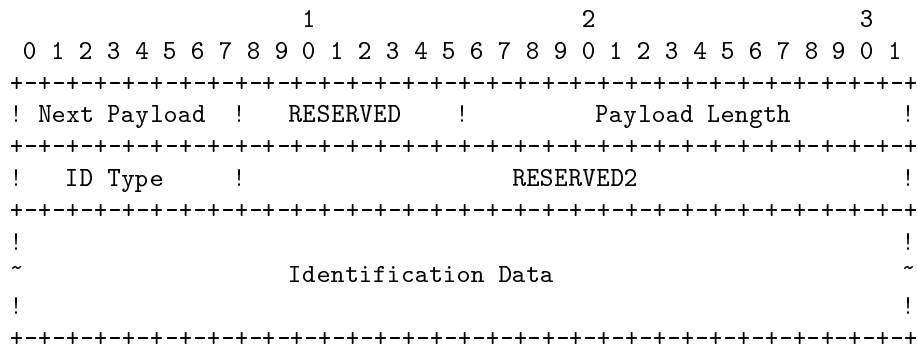 1                   2                   3
 0 1 2 3 4 5 6 7 8 9 0 1 2 3 4 5 6 7 8 9 0 1 2 3 4 5 6 7 8 9 0 1
+-+-+-+-+-+-+-+-+-+-+-+-+-+-+-+-+-+-+-+-+-+-+-+-+-+-+-+-+-+-+-+-+
! Next Payload  !   RESERVED    !         Payload Length        !
+-+-+-+-+-+-+-+-+-+-+-+-+-+-+-+-+-+-+-+-+-+-+-+-+-+-+-+-+-+-+-+-+
!   ID Type     !                   RESERVED2                   !
+-+-+-+-+-+-+-+-+-+-+-+-+-+-+-+-+-+-+-+-+-+-+-+-+-+-+-+-+-+-+-+-+
!                                                               !
~                   Identification Data                         ~
!                                                               !
+-+-+-+-+-+-+-+-+-+-+-+-+-+-+-+-+-+-+-+-+-+-+-+-+-+-+-+-+-+-+-+-+